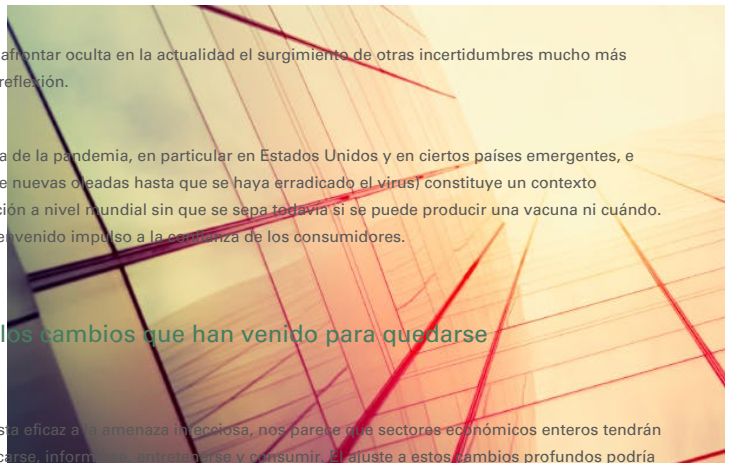 afrontar oculta en la actualidad el surgimiento de otras incertidumbres mucho más
reflexión.
a de la pandemia, en particular en Estados Unidos y en ciertos países emergentes, e
e nuevas oleadas hasta que se haya erradicado el virus) constituye un contexto
ción a nivel mundial sin que se sepa todavía si se puede producir una vacuna ni cuándo.
envenido impulso a la confianza de los consumidores.
los cambios que han venido para quedarse
sta eficaz a la amenaza infecciosa, nos parece que sectores económicos enteros tendrán
carse, informarse, entretenerse y consumir. El ajuste a estos cambios profundos podría